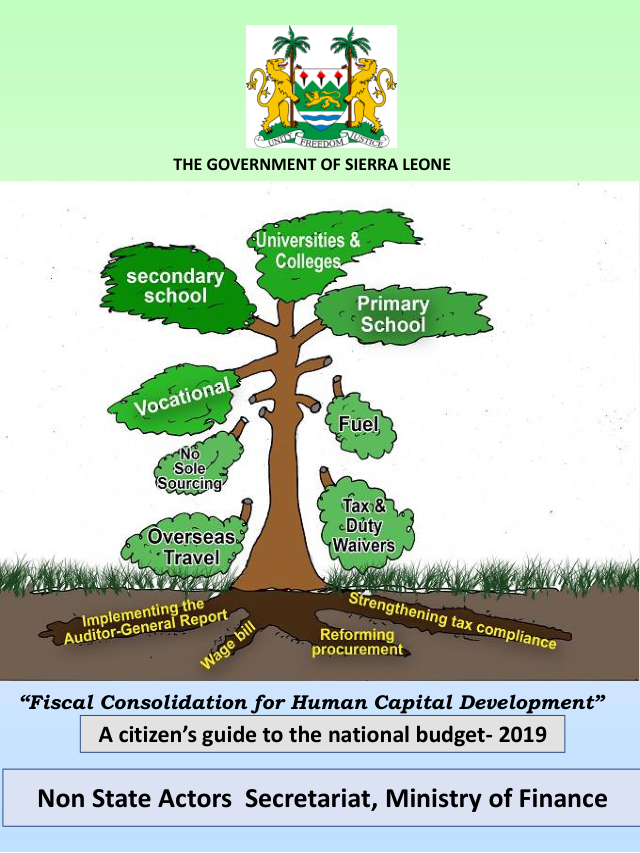 UNITY FREEDOM JUSTICE
THE GOVERNMENT OF SIERRA LEONE
Universities &
Colleges
secondary
school
Primary
School
Vocational
Fuel
No
Sole
Sourcing
Tax &
Duty
Waivers
Overseas
Travel
Implementing the
Auditor-General Report
Wage bill
Reforming
procurement
Strengthening tax compliance
“Fiscal Consolidation for Human Capital Development”
A citizen’s guide to the national budget- 2019
Non State Actors Secretariat, Ministry of Finance